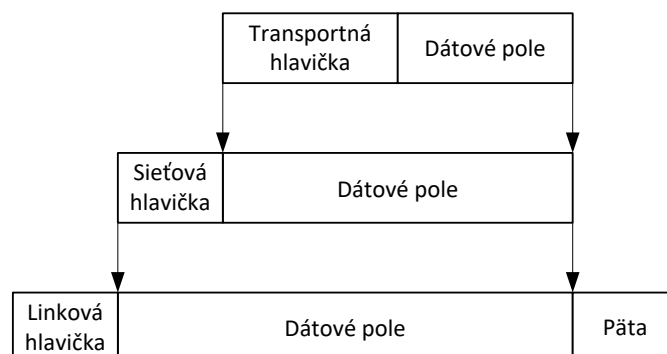 Transportná
hlavička
Dátové pole
Sieťová
hlavička
Dátové pole
Linková
hlavička
Dátové pole
Päta